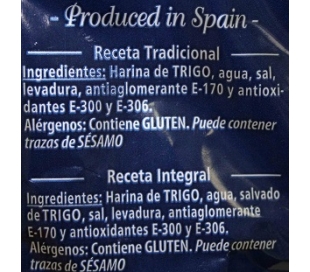 - Produced in Spain -
Receta Tradicional
Ingredientes: Harina de TRIGO, agua, sal,
levadura, antiaglomerante E-170 y antioxi-
dantes E-300 y E-306.
Alérgenos: Contiene GLUTEN. Puede contener
trazas de SÉSAMO
Receta Integral
Ingredientes: Harina de TRIGO, agua, salvado
de TRIGO, sal, levadura, antiaglomerante
E-170 y antioxidantes E-300 y E-306.
Alérgenos: Contiene GLUTEN. Puede contener
trazas de SÉSAMO